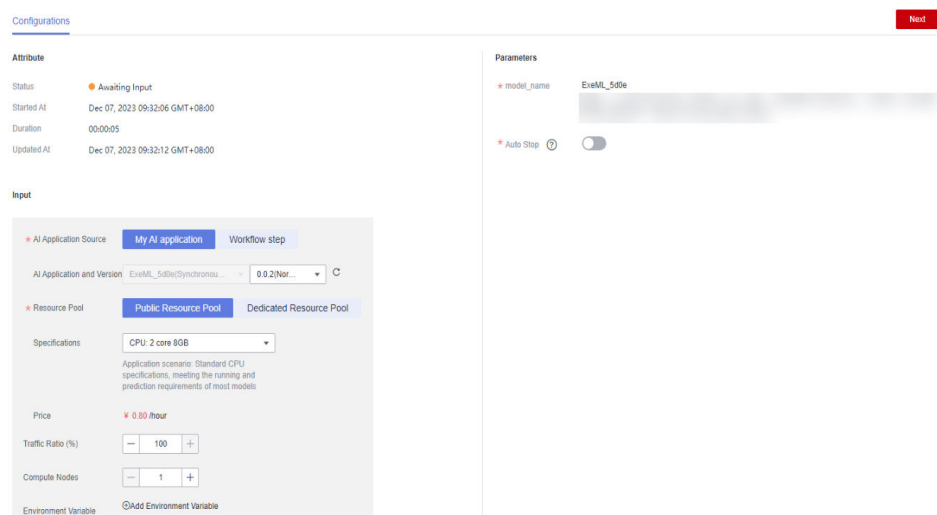 Configurations
Next
Attribute
Status Awaiting Input
Started At Dec 07, 2023 09:32:06 GMT+08:00
Duration 00:00:05
Updated At Dec 07, 2023 09:32:12 GMT+08:00
Input
* AI Application Source My AI application Workflow step
AI Application and Version ExeML_5d0e(Synchronou... 0.0.2(Nor...
* Resource Pool Public Resource Pool Dedicated Resource Pool
Specifications CPU: 2 core 8GB
Application scenario: Standard CPU
specifications, meeting the running and
prediction requirements of most models
Price ¥ 0.80 /hour
Traffic Ratio (%) — 100 +
Compute Nodes — 1 +
Environment Variable Add Environment Variable
Parameters
* model_name ExeML_5d0e
* Auto Stop ?